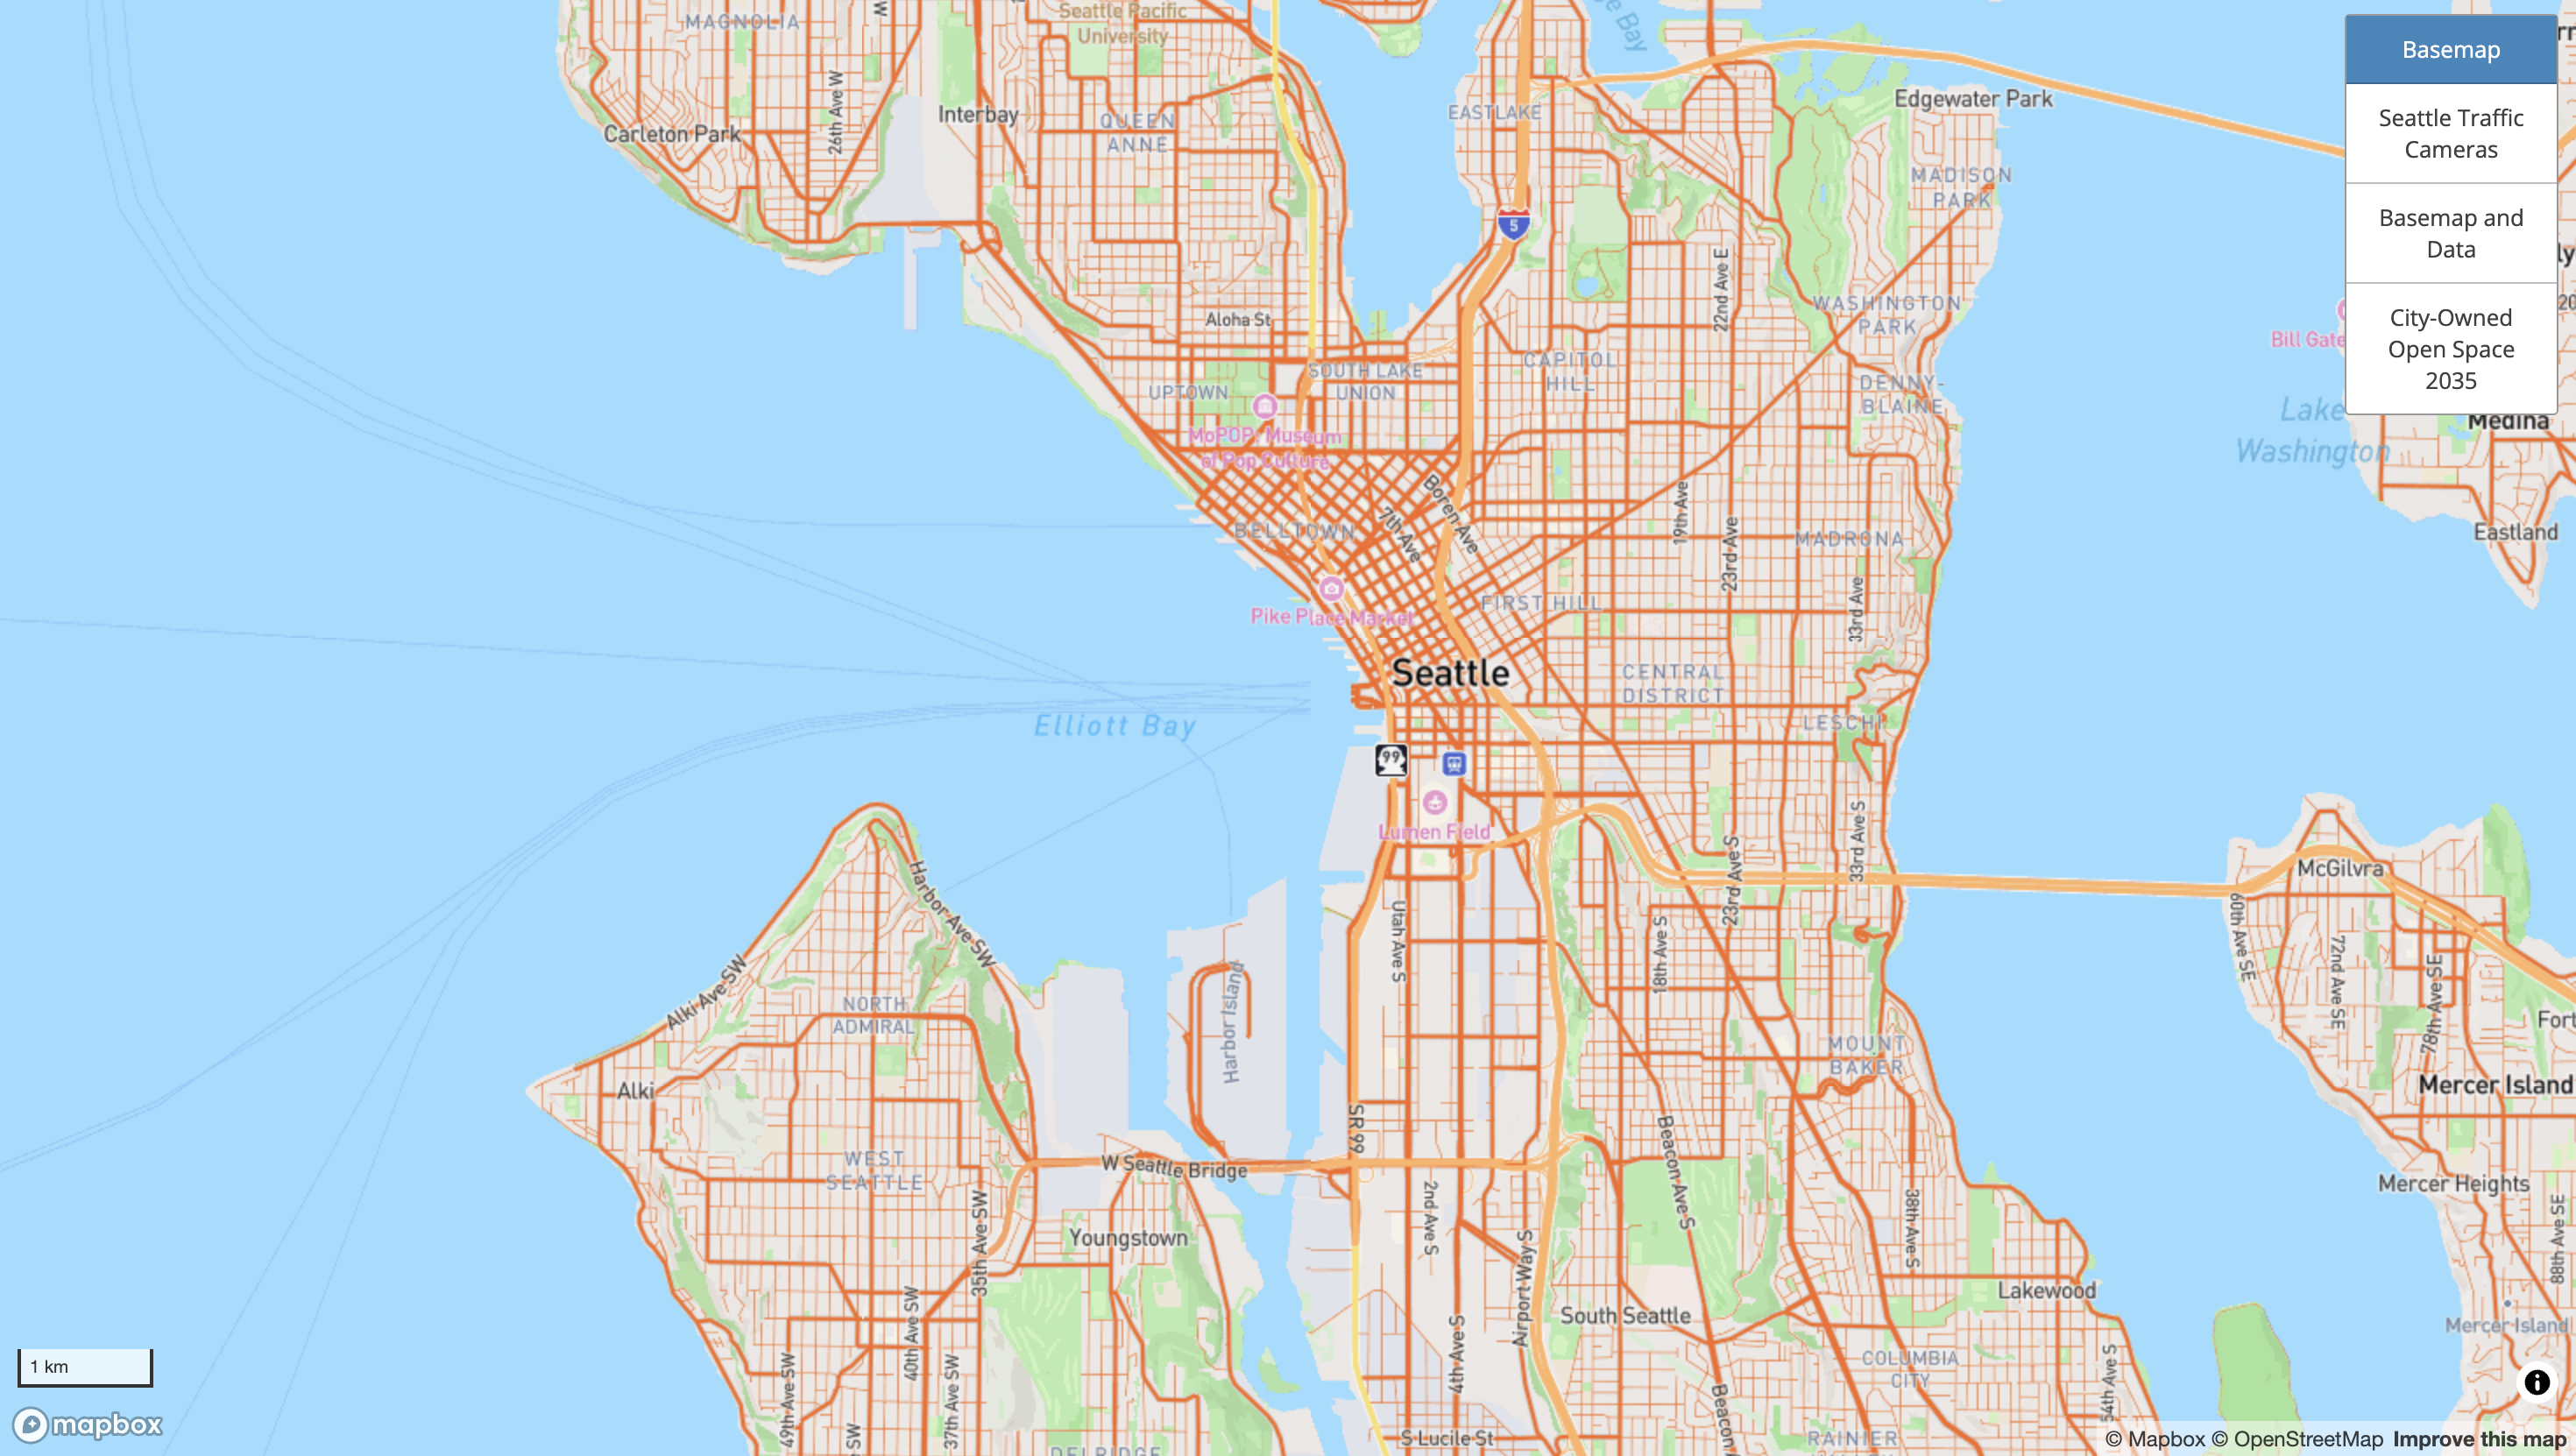 MAGNOLIA
W
Seattle Pacific
University
Carleton Park
26th Ave W
Interbay
QUEEN
ANNE
EASTLAKE
Edgewater Park
MADISON
PARK
5
22nd Ave E
WASHINGTON
PARK
Aloha St
UPTOWN
SOUTH LAKE
UNION
CAPITOL
HILL
DENNY-
BLAINE
MoPOP: Museum
of Pop Culture
BELLTOWN
7th Ave
Boren Ave
19th Ave
23rd Ave
MADRONA
33rd Ave
Pike Place Market
FIRST HILL
Seattle
CENTRAL
DISTRICT
LESCHI
Elliott Bay
99
Lumen Field
33rd Ave S
23rd Ave S
18th Ave S
Utah Ave S
Harbor Ave SW
Alki Ave SW
NORTH
ADMIRAL
Harbor Island
Alki
MOUNT
BAKER
WEST
SEATTLE
W Seattle Bridge
SR 99
Beacon Ave S
2nd Ave S
38th Ave S
35th Ave SW
Youngstown
Airport Way S
South Seattle
Lakewood
40th Ave SW
4th Ave S
49th Ave SW
SW
37th Ave SW
COLUMBIA
CITY
Beacon
54th Ave S
DELRIDGE
S Lucile St
RAINIER
Basemap
Seattle Traffic
Cameras
Basemap and
Data
City-Owned
Open Space
2035
Bill Gate
Lake
Washington
Medina
Eastland
McGilvra
60th Ave SE
72nd Ave SE
78th Ave SE
Fort
Mercer Island
Mercer Heights
88th Ave SE
Mercer Island
1 km
mapbox
© Mapbox © OpenStreetMap Improve this map